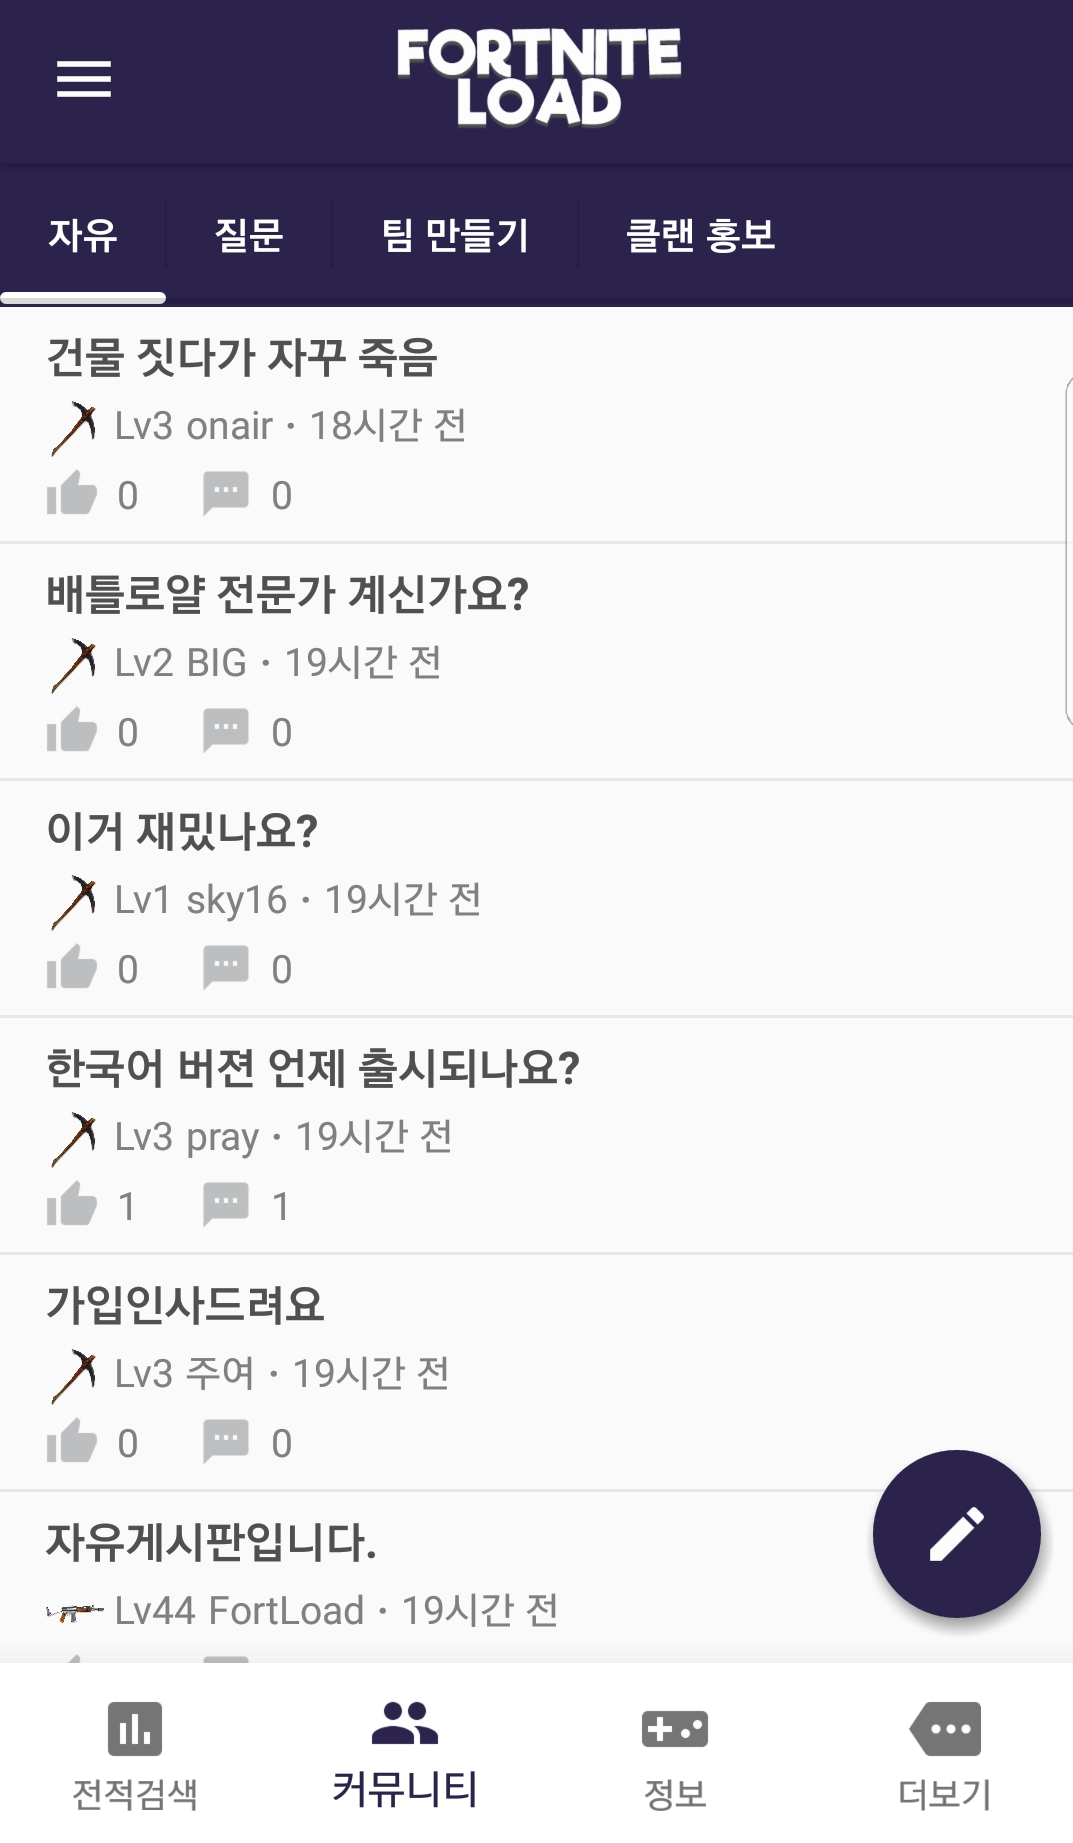 FORTNITE
LOAD
자유 질문 팀 만들기 클랜 홍보
건물 짓다가 자꾸 죽음
Lv3 onair · 18시간 전
0 0
배틀로얄 전문가 계신가요?
Lv2 BIG · 19시간 전
0 0
이거 재밌나요?
Lv1 sky16 · 19시간 전
0 0
한국어 버젼 언제 출시되나요?
Lv3 pray · 19시간 전
1 1
가입인사드려요
Lv3 주여 · 19시간 전
0 0
자유게시판입니다.
Lv44 FortLoad · 19시간 전
전적검색 커뮤니티 정보 더보기